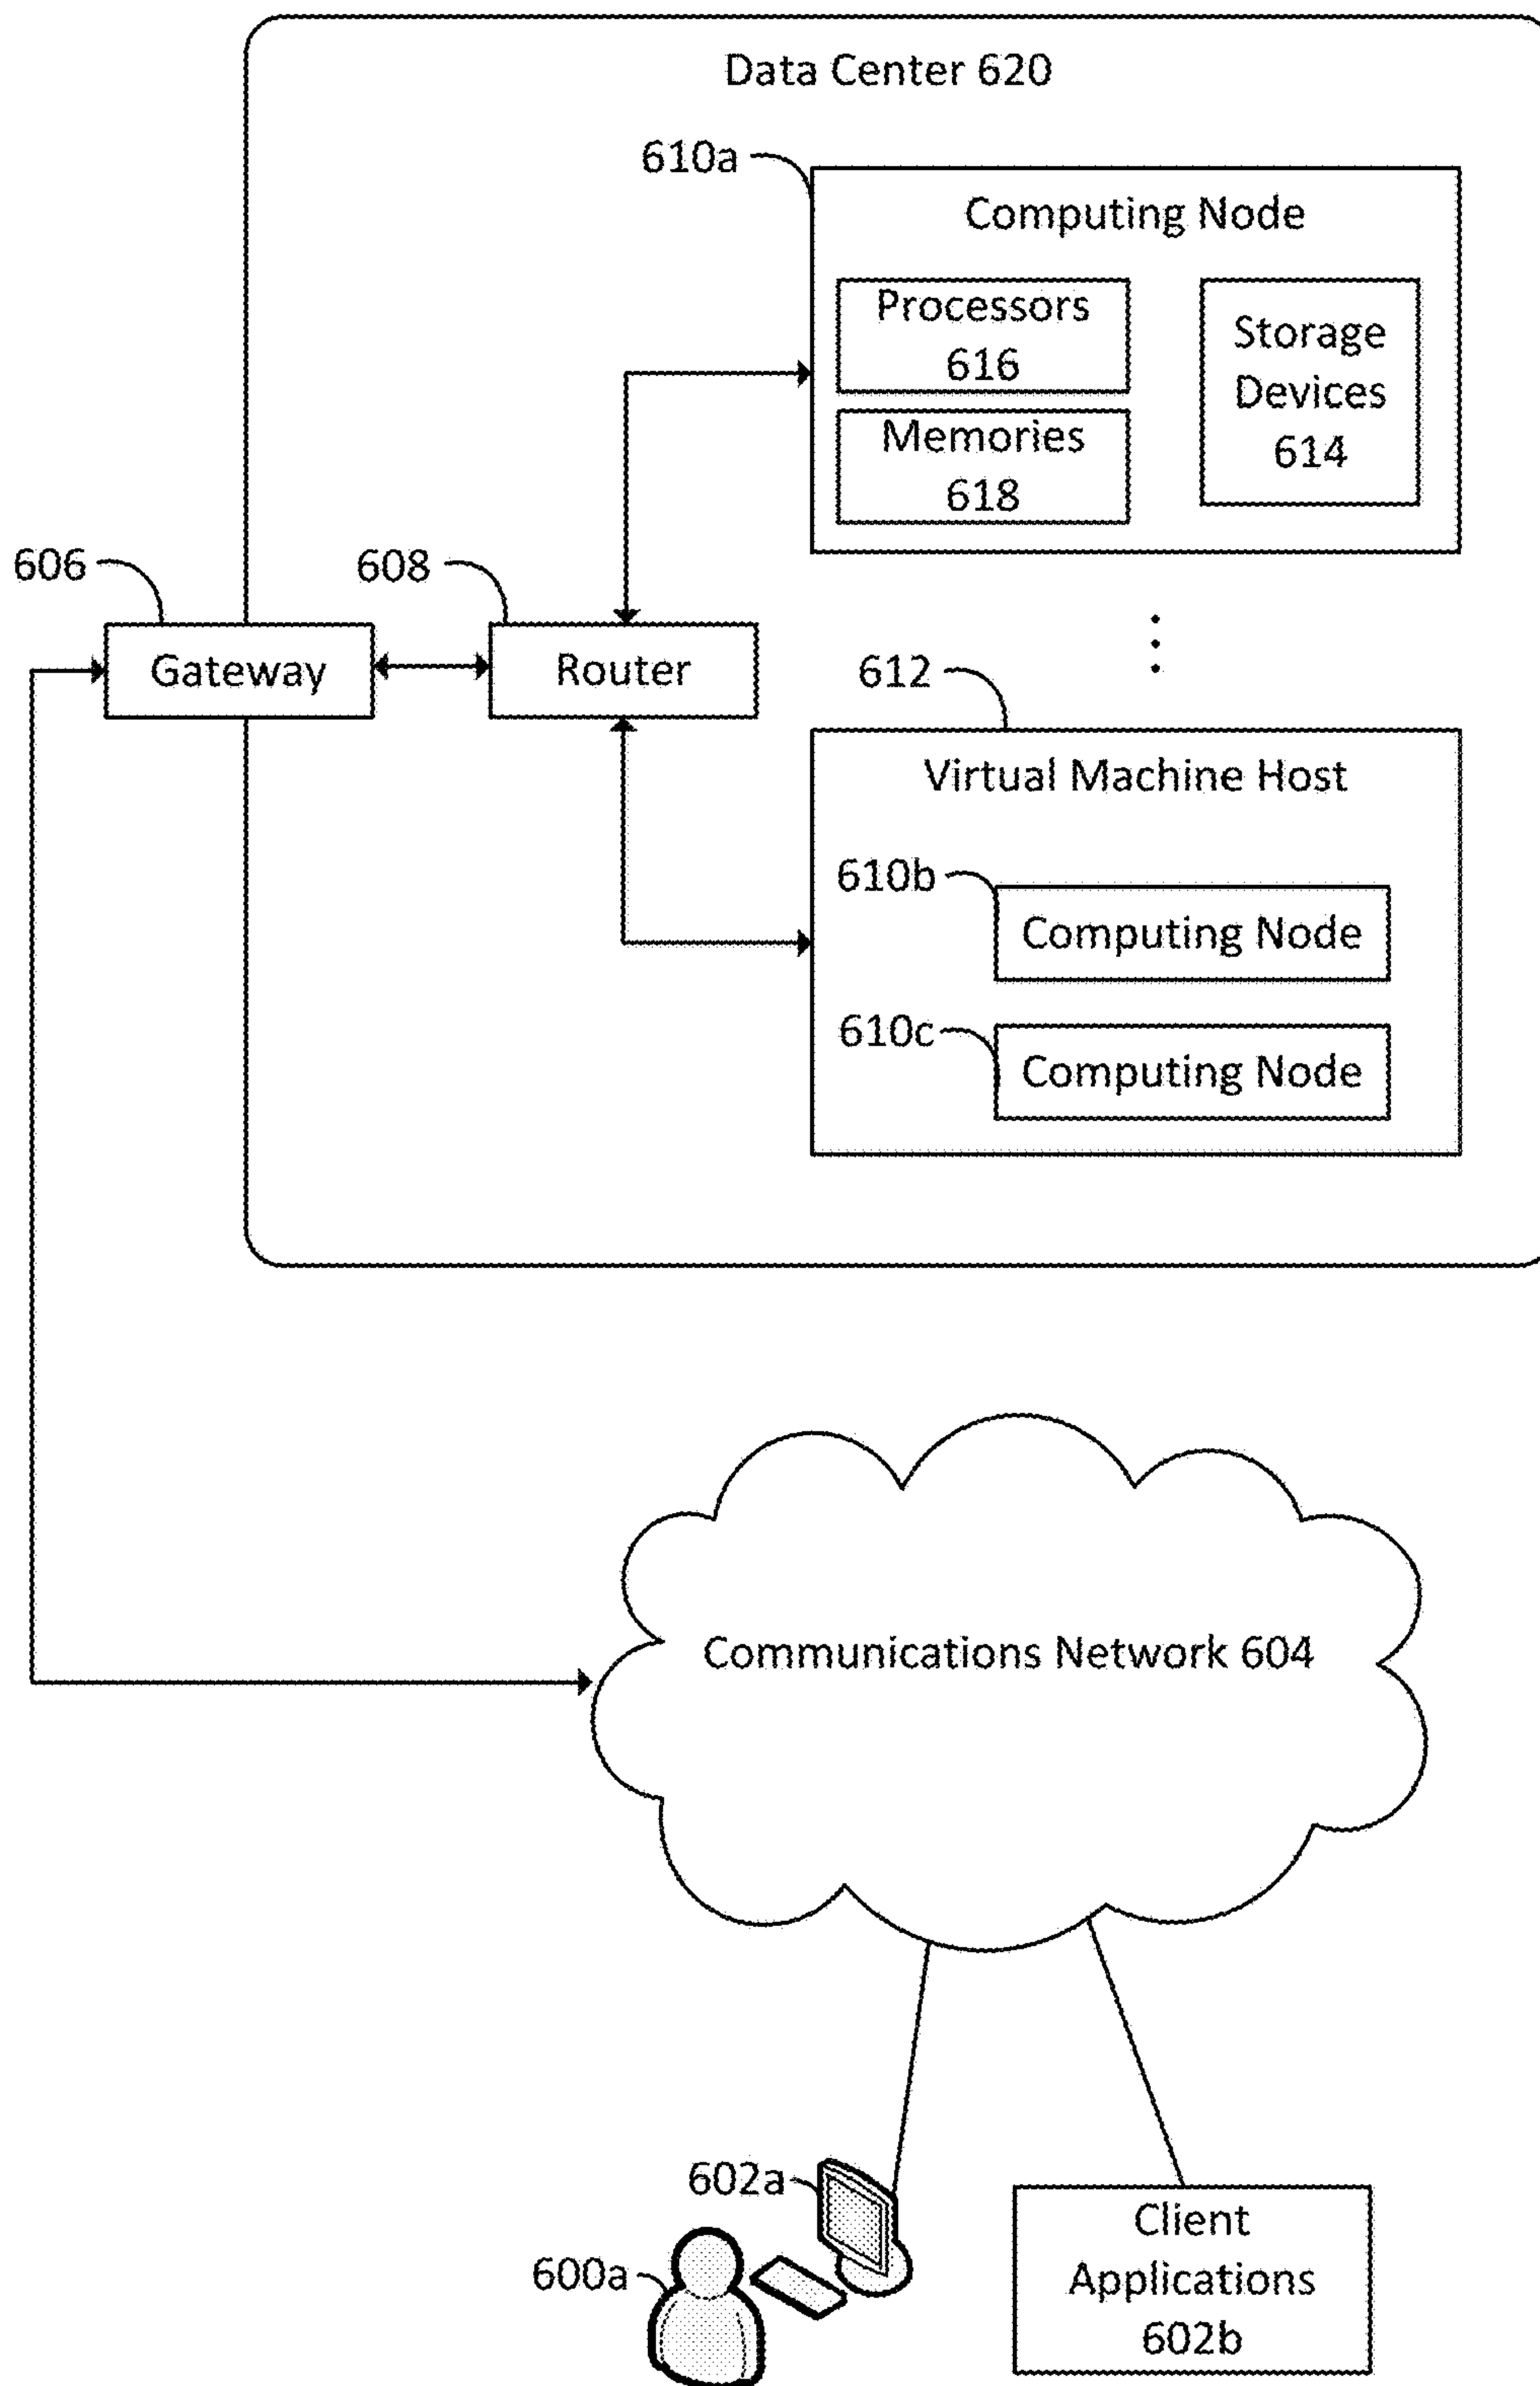 Data Center 620
610a
Computing Node
Processors
616
Storage
Devices
614
Memories
618
606
608
Gateway
Router
612
Virtual Machine Host
610b
Computing Node
610c
Computing Node
Communications Network 604
602a
600a
Client
Applications
602b